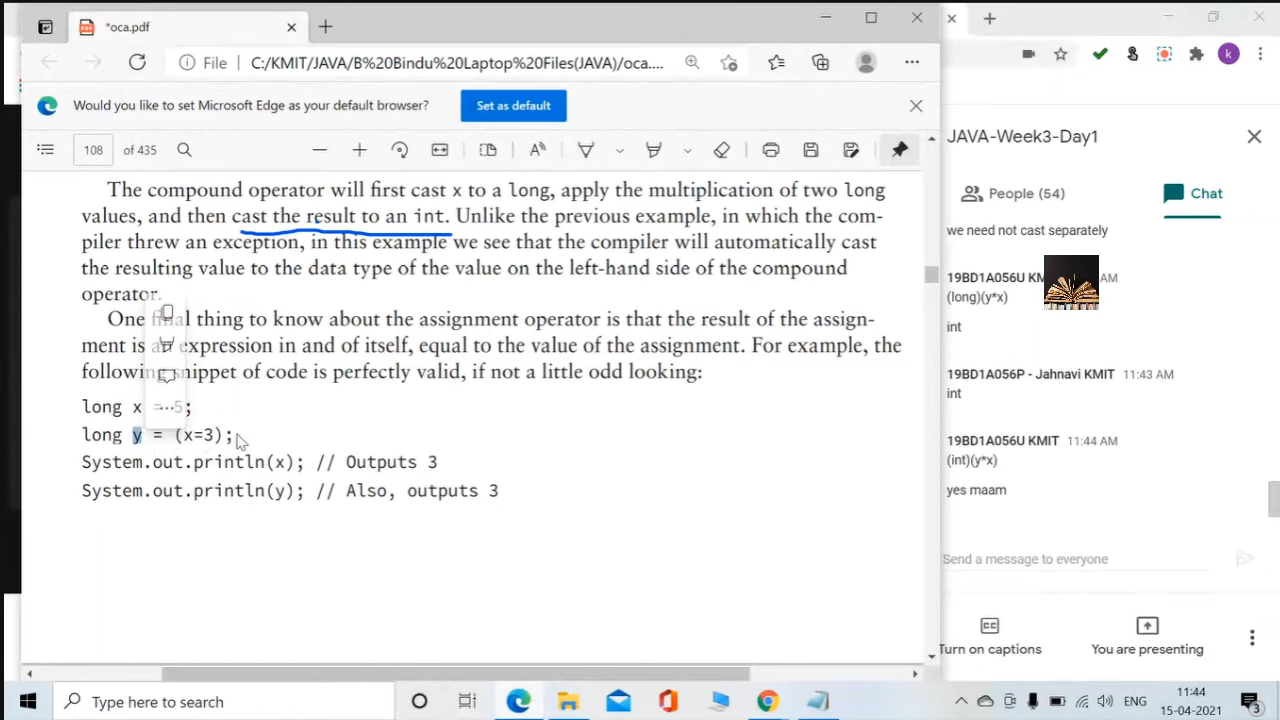 *oca.pdf
File
C:/KMIT/JAVA/B%20Bindu%20Laptop%20Files(JAVA)/oca....
Would you like to set Microsoft Edge as your default browser?
Set as default
108
of 435
The compound operator will first cast x to a long, apply the multiplication of two long
values, and then cast the result to an int. Unlike the previous example, in which the com-
piler threw an exception, in this example we see that the compiler will automatically cast
the resulting value to the data type of the value on the left-hand side of the compound
operator.
One final thing to know about the assignment operator is that the result of the assign-
ment is an expression in and of itself, equal to the value of the assignment. For example, the
following snippet of code is perfectly valid, if not a little odd looking:
long x = 5;
long y = (x=3);
System.out.println(x); // Outputs 3
System.out.println(y); // Also, outputs 3
k
JAVA-Week3-Day1
People (54)
Chat
we need not cast separately
19BD1A056U KM AM
(long)(y*x)
int
19BD1A056P - Jahnavi KMIT 11:43 AM
int
19BD1A056U KMIT 11:44 AM
(int)(y*x)
yes maam
Send a message to everyone
Turn on captions
You are presenting
Type here to search
ENG
11:44
15-04-2021
3